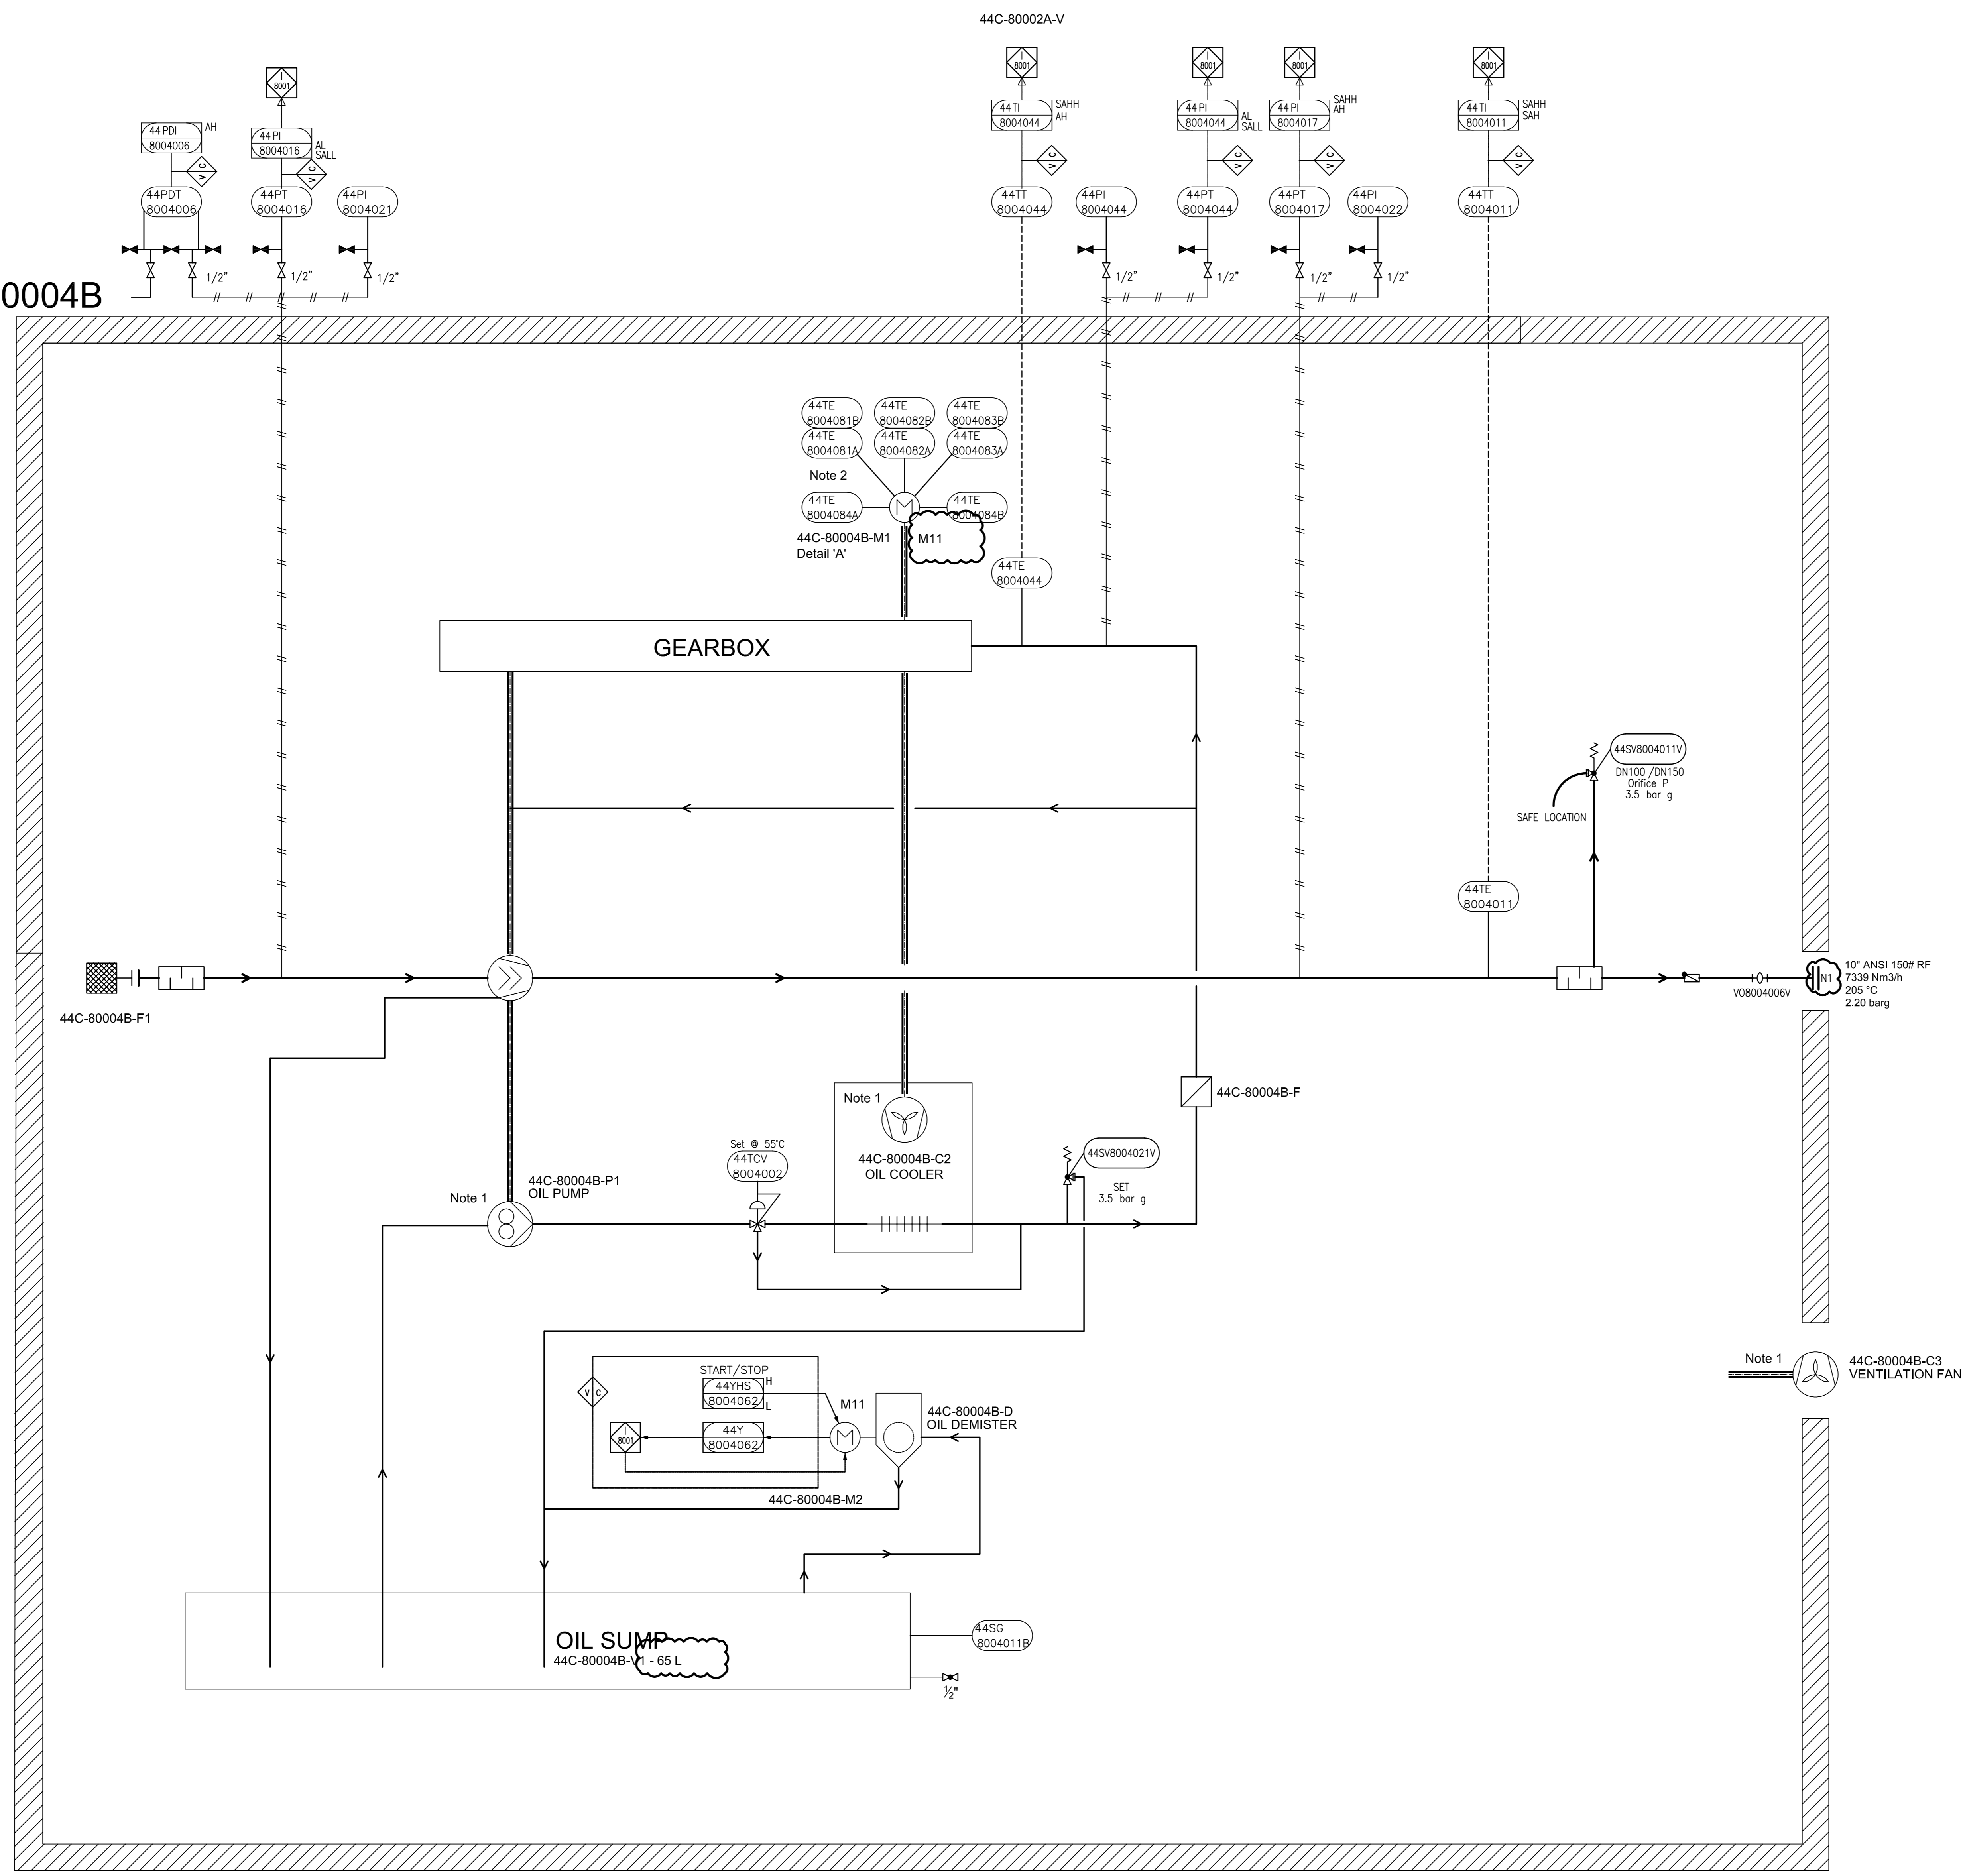 44C-80002A-V
I
8001
I
8001
I
8001
I
8001
I
8001
44 PDI
8004006
AH
44 PI
8004016
AL
SALL
44 TI
8004044
SAHH
AH
44 PI
8004044
AL
SALL
44 PI
8004017
SAHH
AH
44 TI
8004011
SAHH
SAH
V C
V C
V C
V C
V C
V C
44PDT
8004006
44PT
8004016
44PI
8004021
44TT
8004044
44PI
8004044
44PT
8004044
44PT
8004017
44PI
8004022
44TT
8004011
1/2"
1/2"
1/2"
1/2"
1/2"
1/2"
1/2"
0004B
44TE
8004081B
44TE
8004082B
44TE
8004083B
44TE
8004081A
44TE
8004082A
44TE
8004083A
Note 2
44TE
8004084A
M
44TE
8004084B
44C-80004B-M1
Detail 'A'
M11
44TE
8004044
GEARBOX
44SV8004011V
DN100 /DN150
Orifice P
3.5 bar g
SAFE LOCATION
44TE
8004011
44C-80004B-F1
VO8004006V
N1
10" ANSI 150# RF
7339 Nm3/h
205 °C
2.20 barg
44C-80004B-F
Note 1
44C-80004B-C2
OIL COOLER
Set @ 55°C
44TCV
8004002
44SV8004021V
SET
3.5 bar g
44C-80004B-P1
OIL PUMP
Note 1
START/STOP
44YHS
8004062
H
L
V C
M11
44C-80004B-D
OIL DEMISTER
I
8001
44Y
8004062
M
44C-80004B-M2
Note 1
44C-80004B-C3
VENTILATION FAN
OIL SUMP
44C-80004B-V1 - 65 L
44SG
8004011B
½"